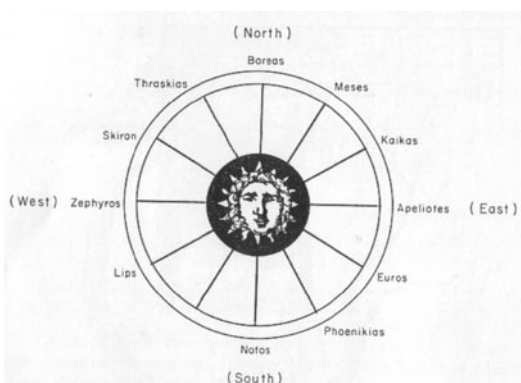 (North)
Boreas
Thraskias
Meses
Skiron
Kaikas
(West) Zephyros
Apeliotes (East)
Lips
Euros
Phoenikias
Notos
(South)